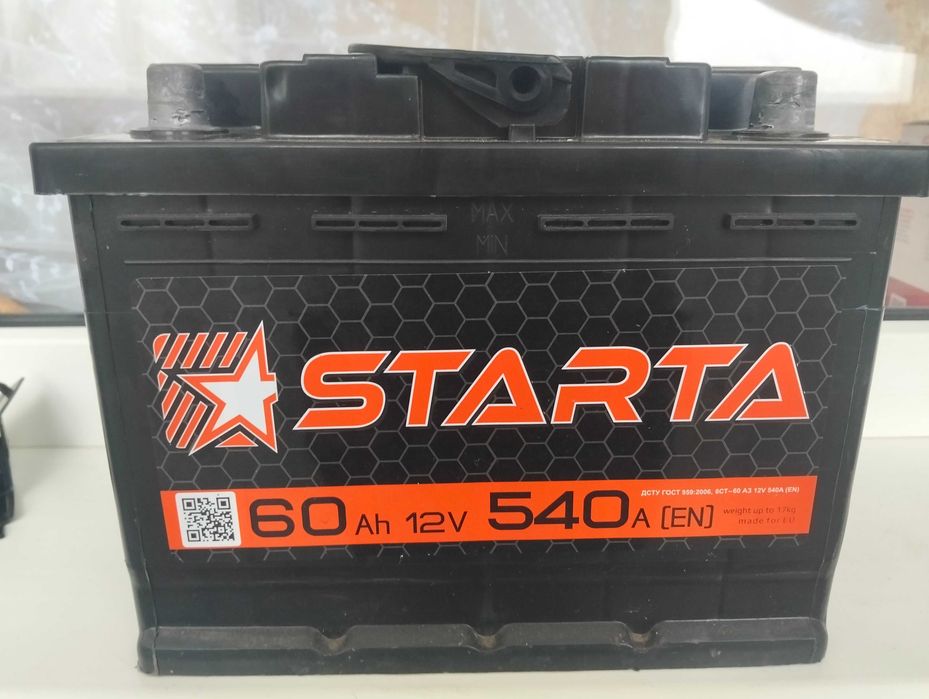 MAX
MIN
STARTA
ДСТУ ГОСТ 959:2006, 6СТ-60 АЗ 12V 540A (EN)
60 Ah 12V 540 A [EN]
weight up to 17kg
made for EU